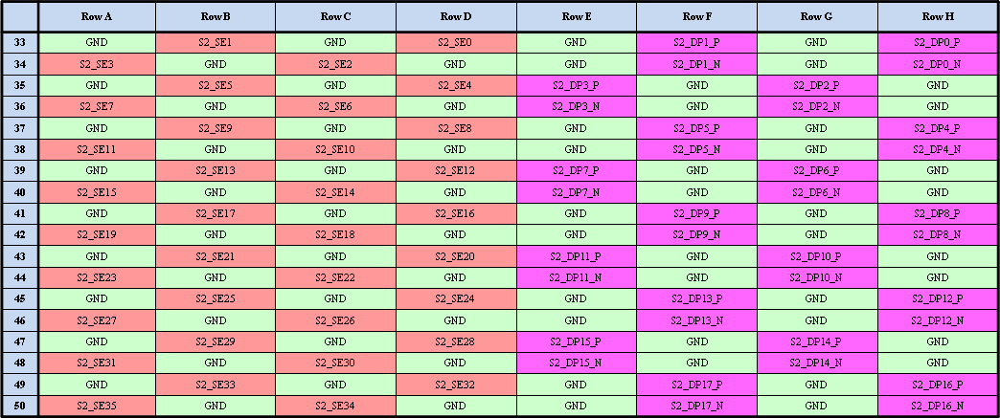 Row A Row B Row C Row D Row E Row F Row G Row H
33 GND S2_SE1 GND S2_SE0 GND S2_DP1_P GND S2_DP0_P
34 S2_SE3 GND S2_SE2 GND GND S2_DP1_N GND S2_DP0_N
35 GND S2_SE5 GND S2_SE4 S2_DP3_P GND S2_DP2_P GND
36 S2_SE7 GND S2_SE6 GND S2_DP3_N GND S2_DP2_N GND
37 GND S2_SE9 GND S2_SE8 GND S2_DP5_P GND S2_DP4_P
38 S2_SE11 GND S2_SE10 GND GND S2_DP5_N GND S2_DP4_N
39 GND S2_SE13 GND S2_SE12 S2_DP7_P GND S2_DP6_P GND
40 S2_SE15 GND S2_SE14 GND S2_DP7_N GND S2_DP6_N GND
41 GND S2_SE17 GND S2_SE16 GND S2_DP9_P GND S2_DP8_P
42 S2_SE19 GND S2_SE18 GND GND S2_DP9_N GND S2_DP8_N
43 GND S2_SE21 GND S2_SE20 S2_DP11_P GND S2_DP10_P GND
44 S2_SE23 GND S2_SE22 GND S2_DP11_N GND S2_DP10_N GND
45 GND S2_SE25 GND S2_SE24 GND S2_DP13_P GND S2_DP12_P
46 S2_SE27 GND S2_SE26 GND GND S2_DP13_N GND S2_DP12_N
47 GND S2_SE29 GND S2_SE28 S2_DP15_P GND S2_DP14_P GND
48 S2_SE31 GND S2_SE30 GND S2_DP15_N GND S2_DP14_N GND
49 GND S2_SE33 GND S2_SE32 GND S2_DP17_P GND S2_DP16_P
50 S2_SE35 GND S2_SE34 GND GND S2_DP17_N GND S2_DP16_N